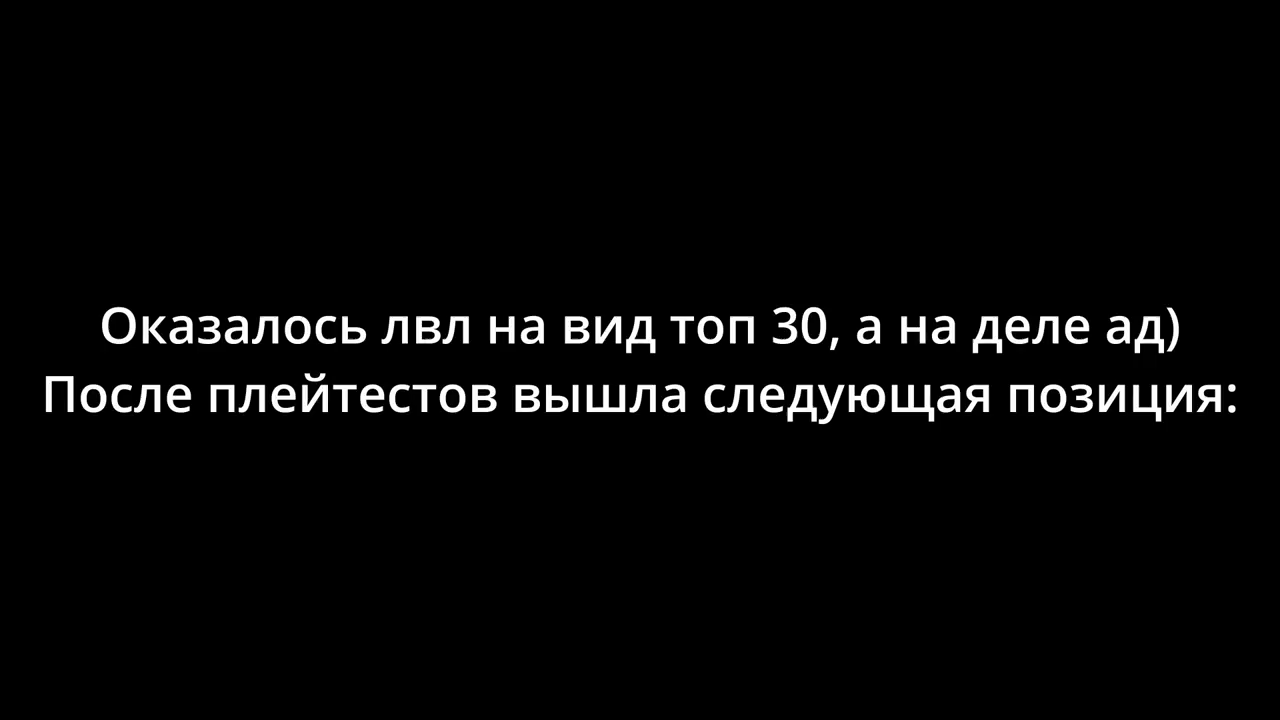 Оказалось лвл на вид топ 30, а на деле ад)
После плейтестов вышла следующая позиция: